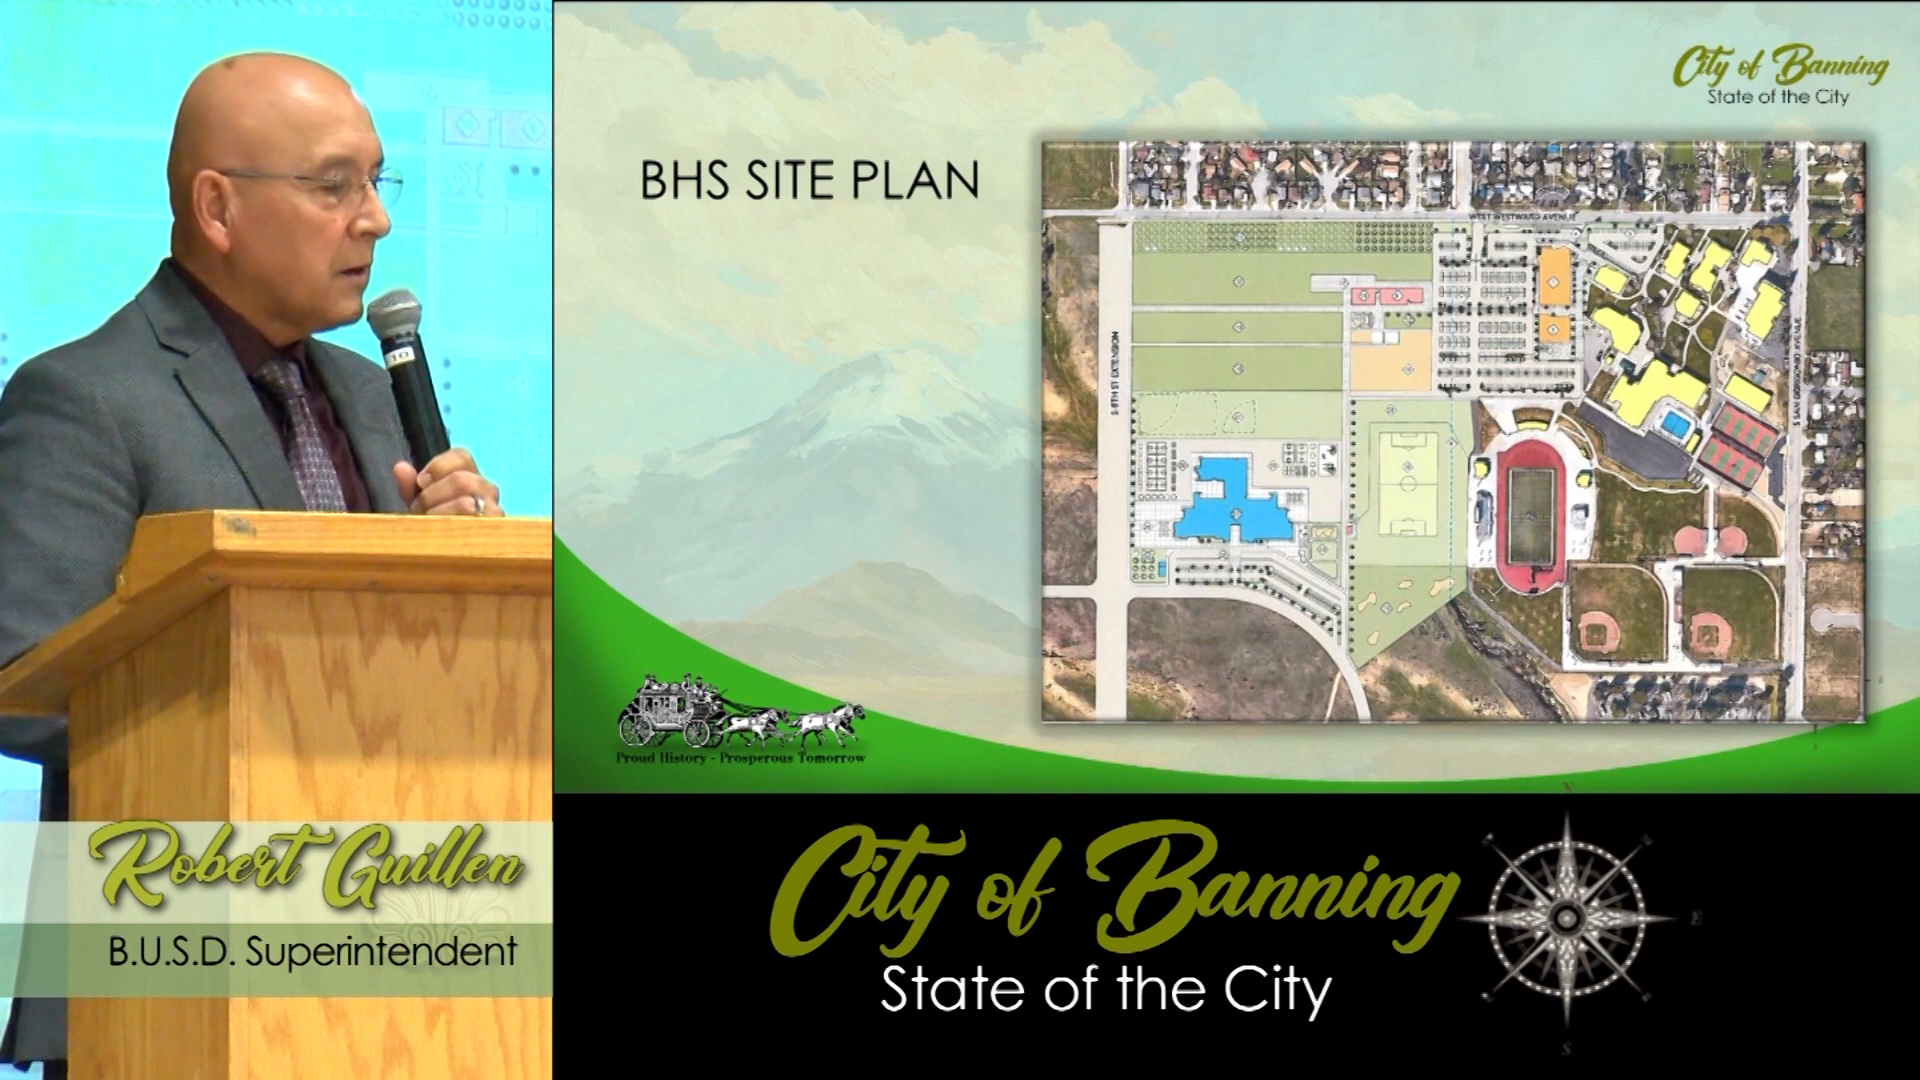 City of Banning
State of the City
BHS SITE PLAN
WEST WESTWARD AVENUE
S 8TH ST EXTENSION
S SAN GORGONIO AVENUE
19
Proud History - Prosperous Tomorrow
Robert Guillen
B.U.S.D. Superintendent
City of Banning
State of the City
E
S